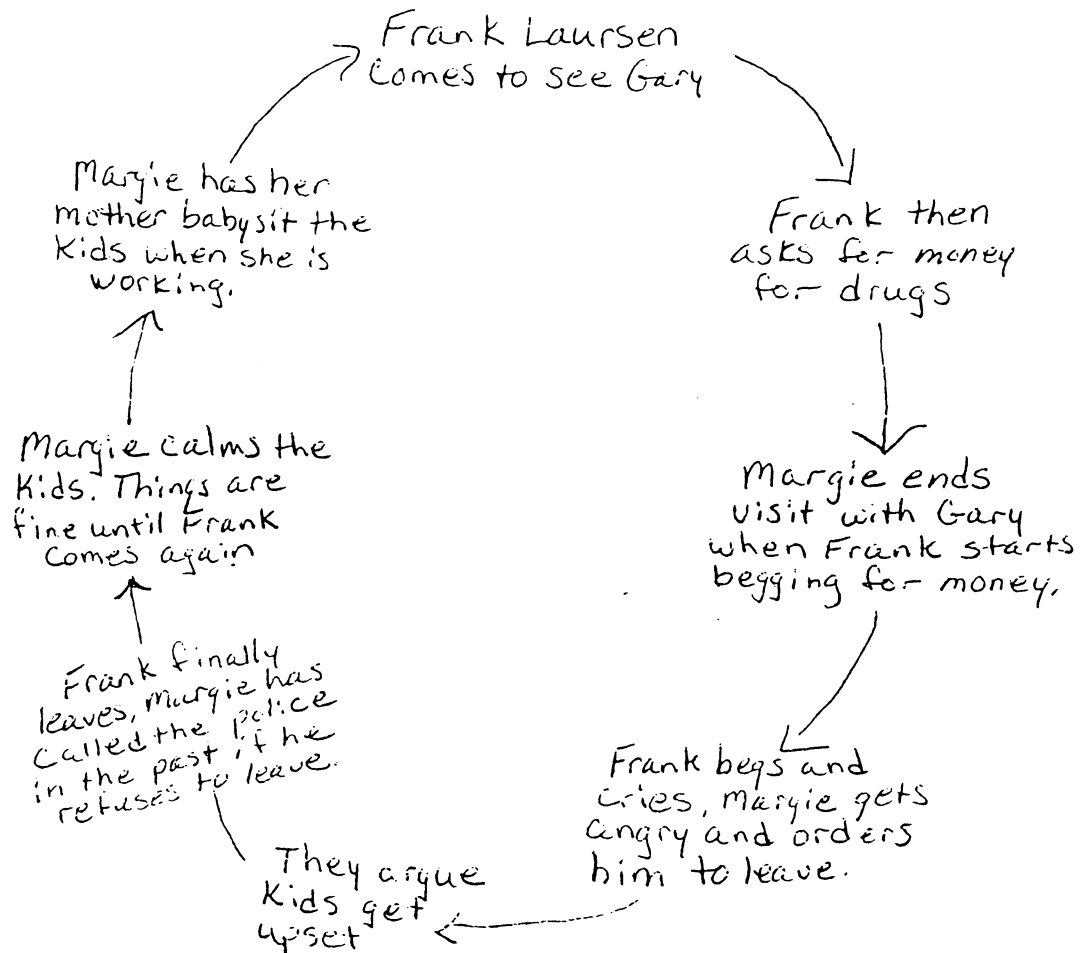 Frank Laursen
Comes to see Gary
Frank then
asks for money
for drugs
Margie ends
visit with Gary
when Frank starts
begging for money.
Frank begs and
cries, Margie gets
angry and orders
him to leave.
They argue
Kids get
upset
Frank finally
leaves, Margie has
called the police
in the past if he
refuses to leave.
Margie calms the
Kids. Things are
fine until Frank
comes again
Margie has her
mother babysit the
Kids when she is
working.